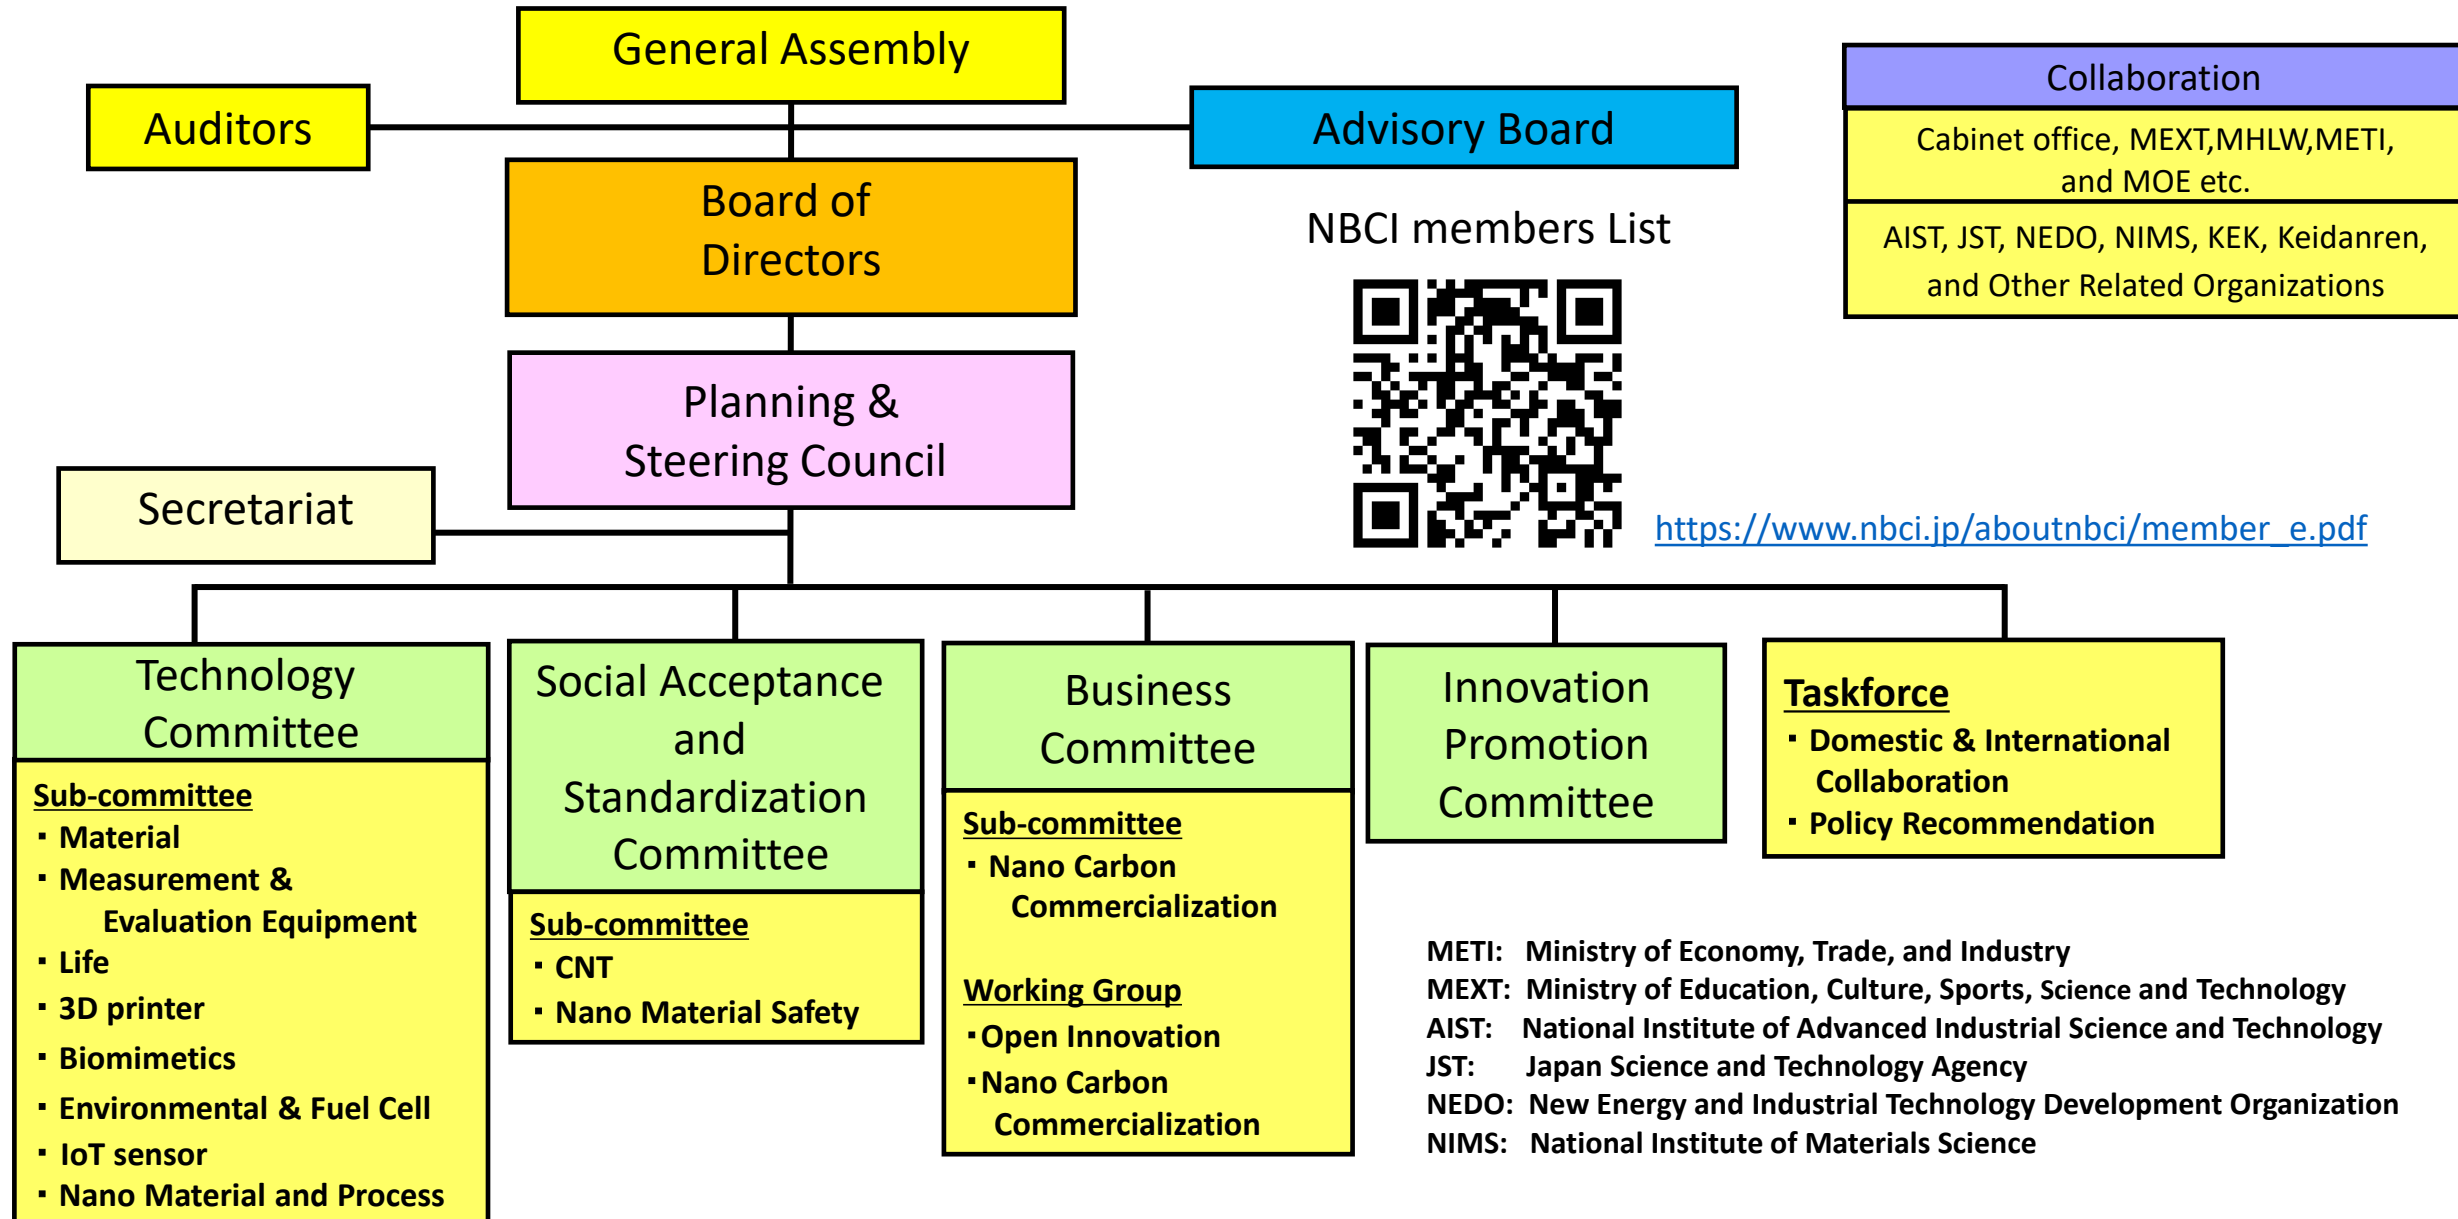 General Assembly
Auditors
Advisory Board
Board of
Directors
Planning &
Steering Council
Secretariat
NBCI members List
https://www.nbci.jp/aboutnbci/member_e.pdf
Collaboration
Cabinet office, MEXT,MHLW,METI,
and MOE etc.
AIST, JST, NEDO, NIMS, KEK, Keidanren,
and Other Related Organizations
Technology
Committee
Sub-committee
・Material
・Measurement &
Evaluation Equipment
・Life
・3D printer
・Biomimetics
・Environmental & Fuel Cell
・IoT sensor
・Nano Material and Process
Social Acceptance
and
Standardization
Committee
Sub-committee
・CNT
・Nano Material Safety
Business
Committee
Sub-committee
・Nano Carbon
Commercialization
Working Group
・Open Innovation
・Nano Carbon
Commercialization
Innovation
Promotion
Committee
Taskforce
・Domestic & International
Collaboration
・Policy Recommendation
METI: Ministry of Economy, Trade, and Industry
MEXT: Ministry of Education, Culture, Sports, Science and Technology
AIST: National Institute of Advanced Industrial Science and Technology
JST: Japan Science and Technology Agency
NEDO: New Energy and Industrial Technology Development Organization
NIMS: National Institute of Materials Science